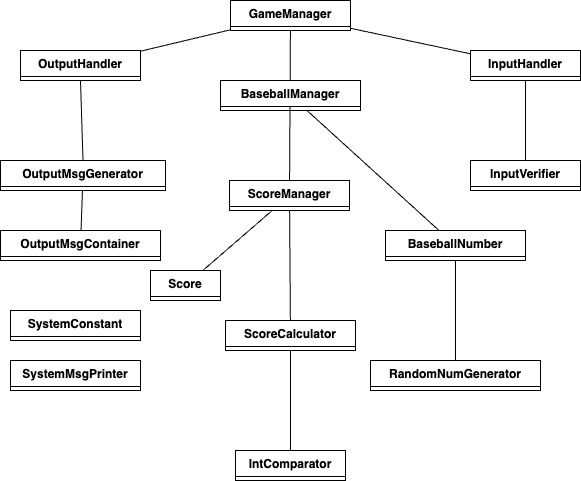 GameManager
OutputHandler
InputHandler
BaseballManager
OutputMsgGenerator
InputVerifier
ScoreManager
OutputMsgContainer
BaseballNumber
Score
SystemConstant
ScoreCalculator
SystemMsgPrinter
RandomNumGenerator
IntComparator